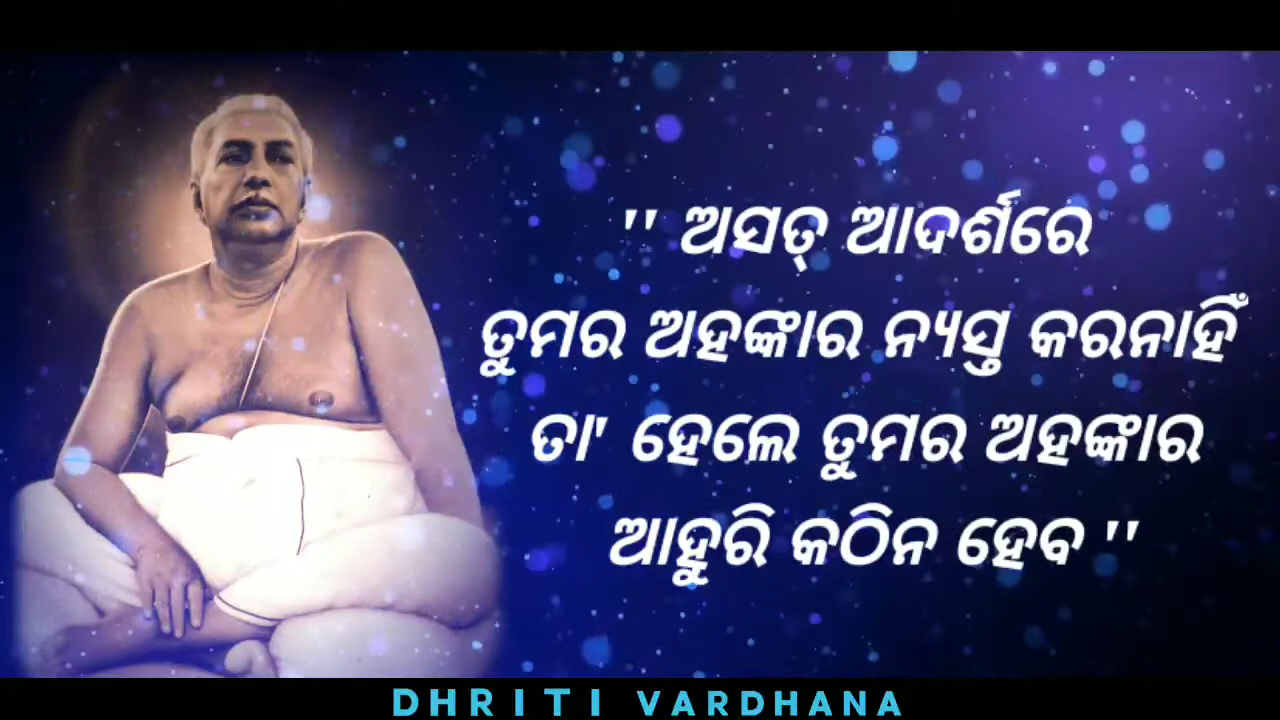 '' ଅସତ୍ ଆଦର୍ଶରେ
ତୁମର ଅହଙ୍କାର ନ୍ୟସ୍ତ କରନାହିଁ
ତା' ହେଲେ ତୁମର ଅହଙ୍କାର
ଆହୁରି କଠିନ ହେବ ''
DHRITI VARDHANA